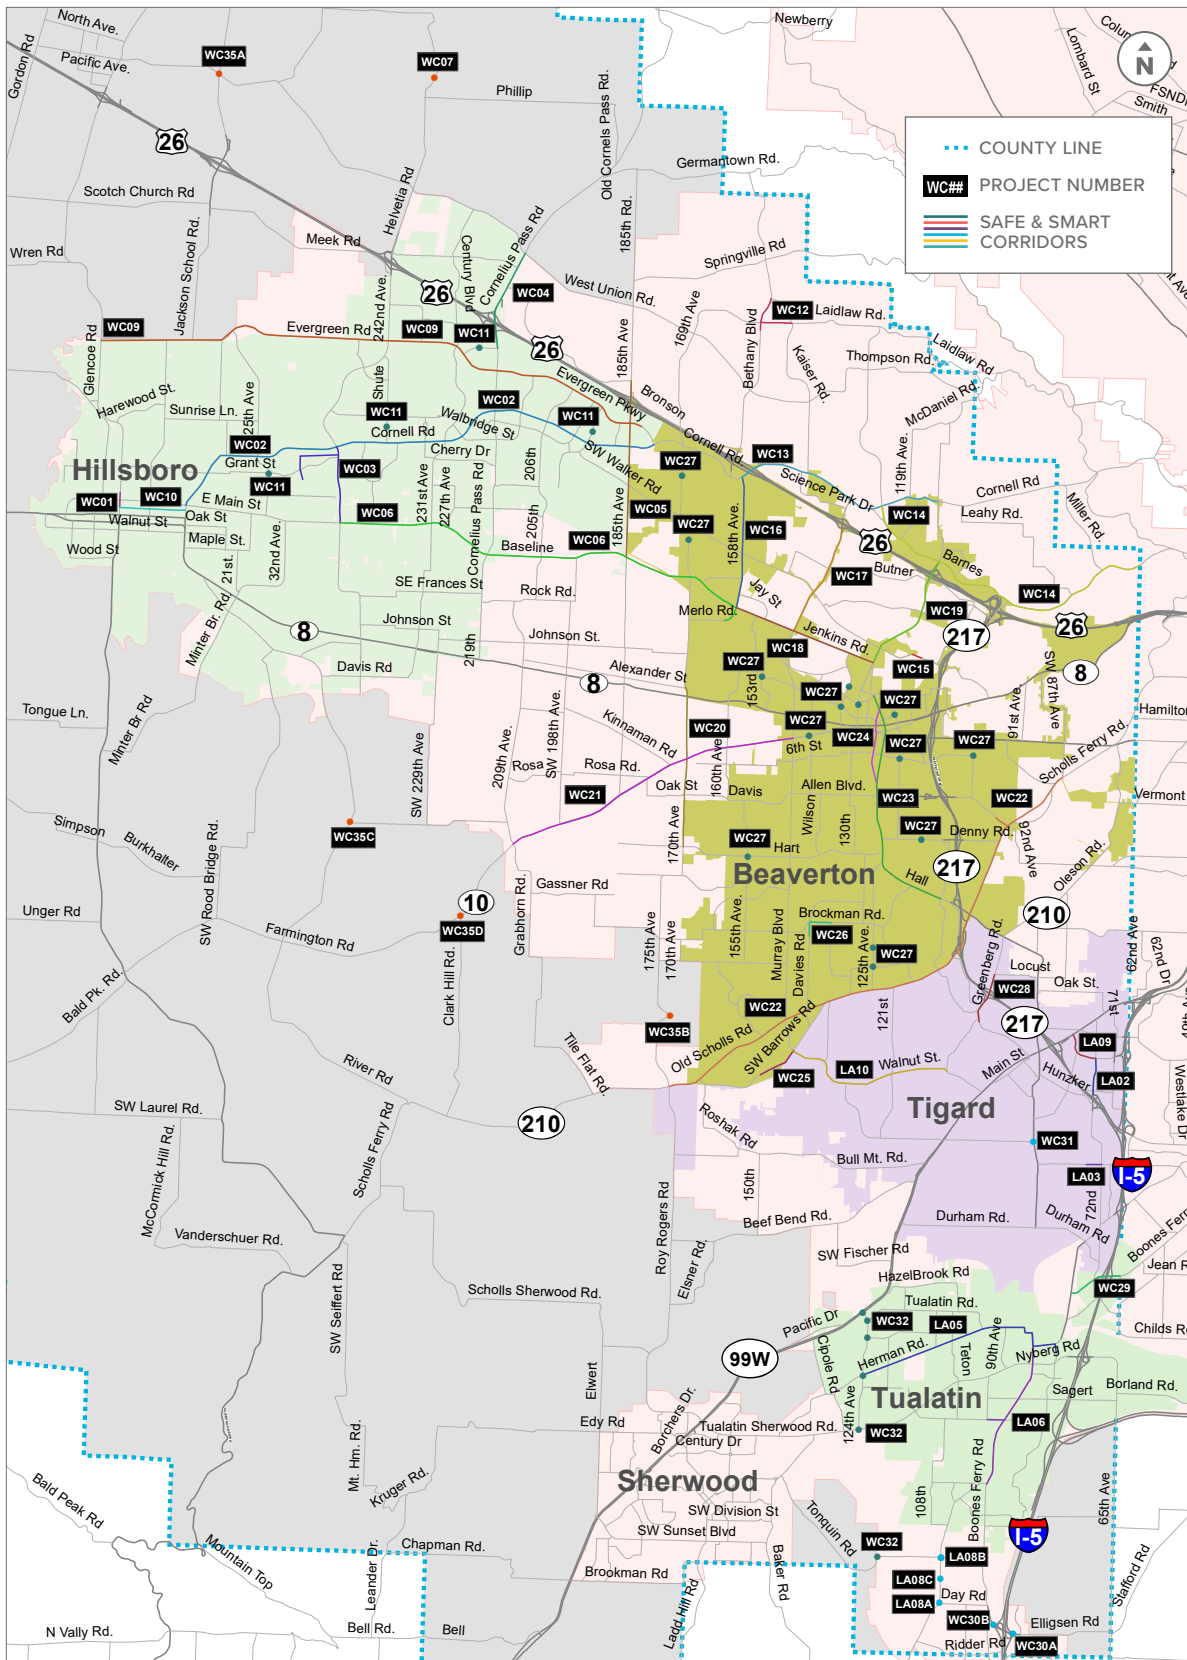 North Ave.
Pacific Ave.
Gordon Rd
WC35A
WC07
Newberry
Lombard St
N
Smith
Phillip
Old Cornels Pass Rd.
26
Germantown Rd.
COUNTY LINE
WC## PROJECT NUMBER
SAFE & SMART
CORRIDORS
Scotch Church Rd
Helvetia Rd
Meek Rd
Wren Rd
Jackson School Rd.
Century Blvd
Cornelius Pass Rd
185th Rd.
Springville Rd
West Union Rd.
26
WC04
WC09
Evergreen Rd
242nd Ave.
WC09
WC11
26
185th Ave
169th Ave
Bethany Blvd
WC12
Laidlaw Rd.
Laidlaw Rd
Thompson Rd.
Kaiser Rd.
McDaniel Rd.
Glencoe Rd
Harewood St.
Sunrise Ln.
25th Ave
Shute
WC11
Cornell Rd
WC02
Walbridge St
WC11
Evergreen Pkwy
Bronson
Cornell Rd.
WC02
Grant St
Cherry Dr
206th
SW Walker Rd
WC27
WC13
Science Park Dr
119th Ave.
Cornell Rd
Hillsboro
WC03
WC11
WC01
WC10
E Main St
Walnut St
Oak St
Maple St.
Wood St
WC06
231st Ave
227th Ave
Cornelius Pass Rd
205th
185th Ave
WC05
WC27
158th Ave.
WC16
WC14
Leahy Rd.
Miller Rd.
26
32nd Ave.
21st.
Baseline
WC06
SE Frances St
Rock Rd.
Jay St
WC17
Butner
Barnes
WC14
Merlo Rd.
WC19
217
26
Minter Br. Rd
8
Johnson St
219th
Johnson St.
Jenkins Rd.
WC18
WC15
Davis Rd
Alexander St
8
WC27
153rd
WC27
WC27
SW 87th Ave
8
Tongue Ln.
Minter Br Rd
SW 229th Ave
209th Ave.
SW 198th Ave.
Kinnaman Rd
WC20
WC27
6th St
WC24
WC27
WC27
91st Ave.
Hamilton
Scholls Ferry Rd.
Rosa
Rosa Rd.
Oak St
160th Ave
Davis
Allen Blvd.
Vermont
WC21
Wilson
WC23
WC22
Simpson
Burkhalter
SW Rood Bridge Rd.
WC35C
170th Ave
WC27
Hart
130th
WC27
Denny Rd.
92nd Ave
Oleson Rd.
Beaverton
217
Hall
Gassner Rd
10
WC35D
Grabhorn Rd.
Unger Rd
Farmington Rd
Brockman Rd.
WC26
WC27
210
62nd Ave
62nd Dr
175th Ave
170th Ave
155th Ave.
Murray Blvd
Davies Rd
125th Ave.
Greenberg Rd.
Locust
Oak St.
WC28
71st
Bald Pk. Rd.
Clark Hill Rd.
WC35B
WC22
Old Scholls Rd
SW Barrows Rd
121st
217
Main St
LA09
Tile Flat Rd.
River Rd
WC25
LA10
Walnut St.
Hunzker
LA02
Westlake Dr
SW Laurel Rd.
210
Tigard
McCormick Hill Rd.
Scholls Ferry Rd
Roshak Rd
Bull Mt. Rd.
WC31
LA03
I-5
150th
72nd
Roy Rogers Rd
Beef Bend Rd.
Durham Rd.
Durham Rd
Boones Ferry
Vanderschuer Rd.
SW Seiffert Rd
Elsner Rd.
SW Fischer Rd
HazelBrook Rd
Scholls Sherwood Rd.
WC29
Tualatin Rd.
Pacific Dr
WC32
LA05
Childs Rd
Cipole Rd
Herman Rd.
Teton
90th Ave
Nyberg Rd
99W
Elwert
Tualatin
Sagert
Borland Rd.
Edy Rd
Borchers Dr.
Tualatin Sherwood Rd.
Century Dr
124th Ave
WC32
LA06
Mt. Hm. Rd.
Kruger Rd.
Sherwood
Boones Ferry Rd
108th
65th Ave
Bald Peak Rd
SW Division St
SW Sunset Blvd
Tonquin Rd
I-5
Mountain Top
Leander Dr.
Chapman Rd.
Brookman Rd
Baker Rd
WC32
LA08B
LA08C
LA08A
Day Rd
Stafford Rd
Ladd Hill Rd
WC30B
Elligsen Rd
N Vally Rd.
Bell Rd.
Bell
Ridder Rd
WC30A